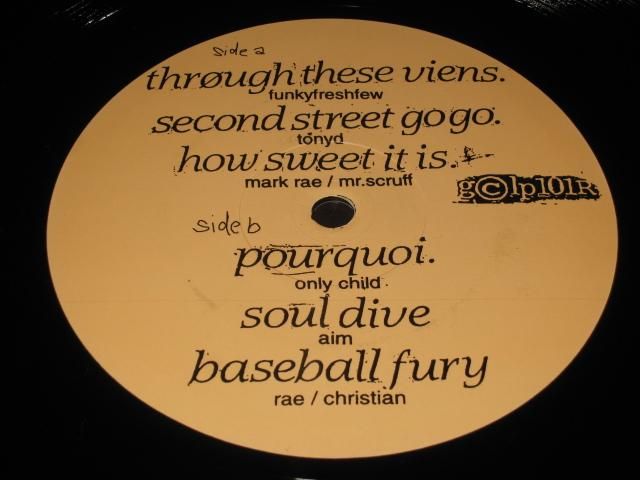 side a
thrøugh these viens.
funkyfreshfew
second street go go.
tonyd
how sweet it is.
mark rae / mr.scruff
g©lp101R
side b
pourquoi.
only child
soul dive
aim
baseball fury
rae / christian